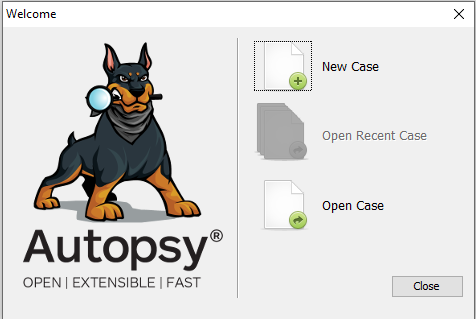 Welcome
New Case
Open Recent Case
Open Case
Autopsy®
OPEN | EXTENSIBLE | FAST
Close